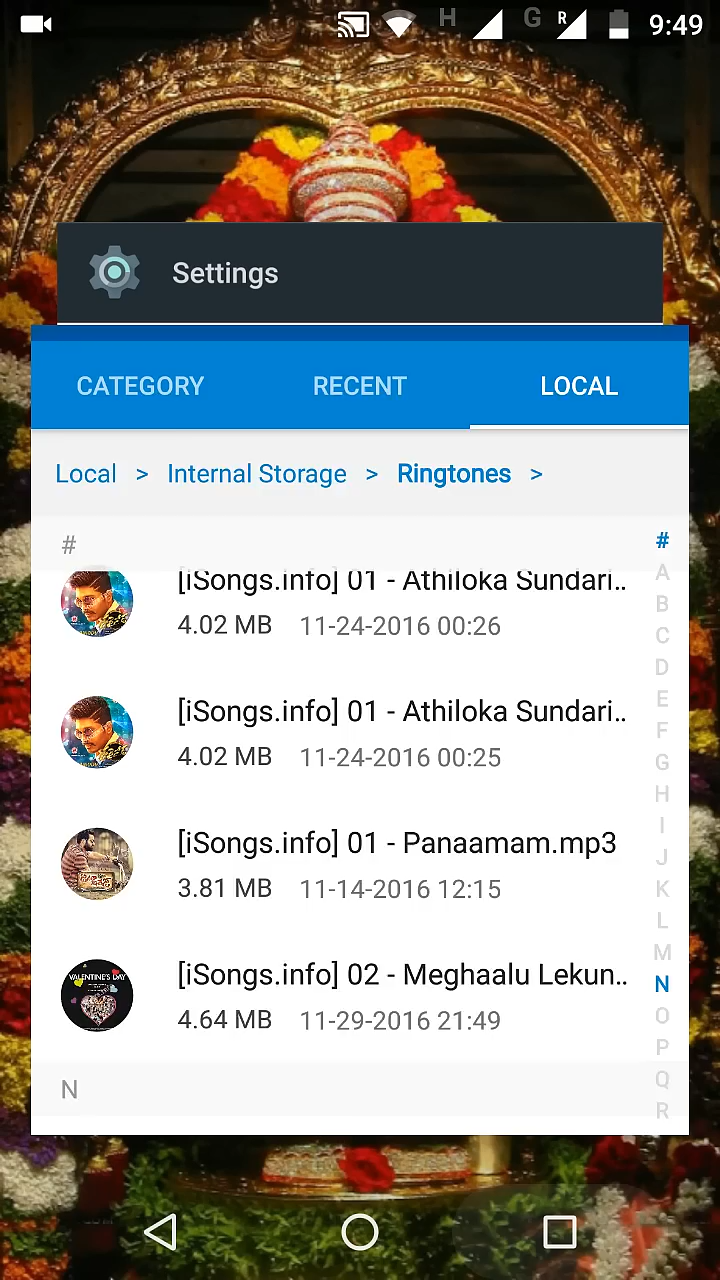 H G R 9:49
Settings
CATEGORY RECENT LOCAL
Local > Internal Storage > Ringtones >
#
[iSongs.info] 01 - Athiloka Sundari..
4.02 MB 11-24-2016 00:26
[iSongs.info] 01 - Athiloka Sundari..
4.02 MB 11-24-2016 00:25
[iSongs.info] 01 - Panaamam.mp3
3.81 MB 11-14-2016 12:15
VALENTINE'S DAY
[iSongs.info] 02 - Meghaalu Lekun..
4.64 MB 11-29-2016 21:49
N
#
A
B
C
D
E
F
G
H
I
J
K
L
M
N
O
P
Q
R